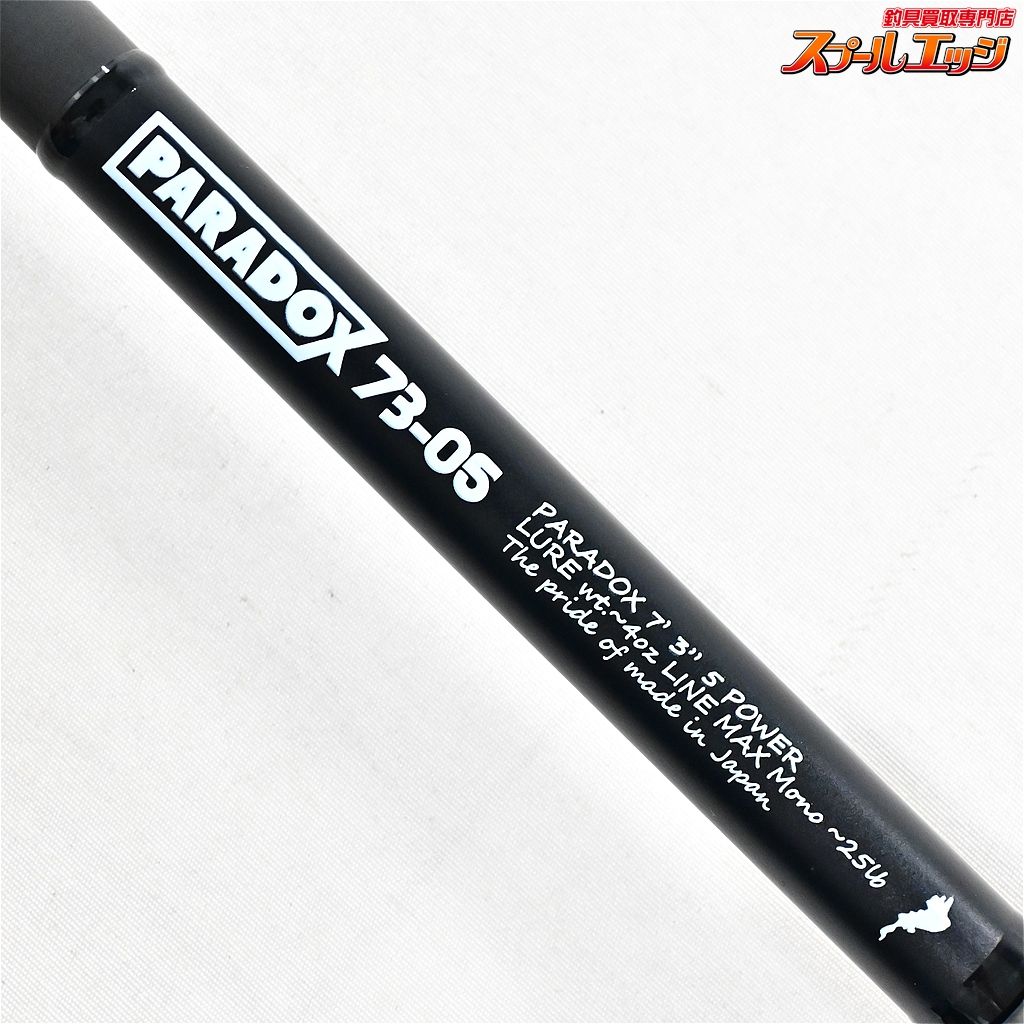 釣具買取専門店
スプールエッジ
PARADOX 73-05
PARADOX 7' 3" 5 POWER
LURE wt.~4oz LINE MAX Mono ~25lb
The pride of made in Japan